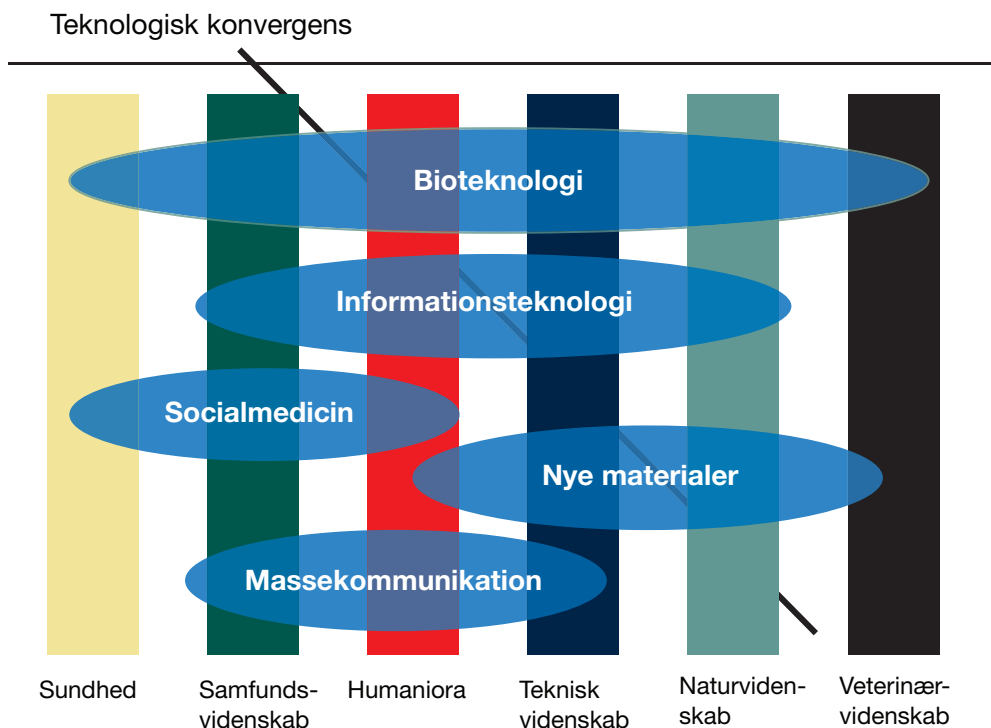 Teknologisk konvergens
Bioteknologi
Informationsteknologi
Socialmedicin
Nye materialer
Massekommunikation
Sundhed
Samfunds-
videnskab
Humaniora
Teknisk
videnskab
Naturviden-
skab
Veterinær-
videnskab